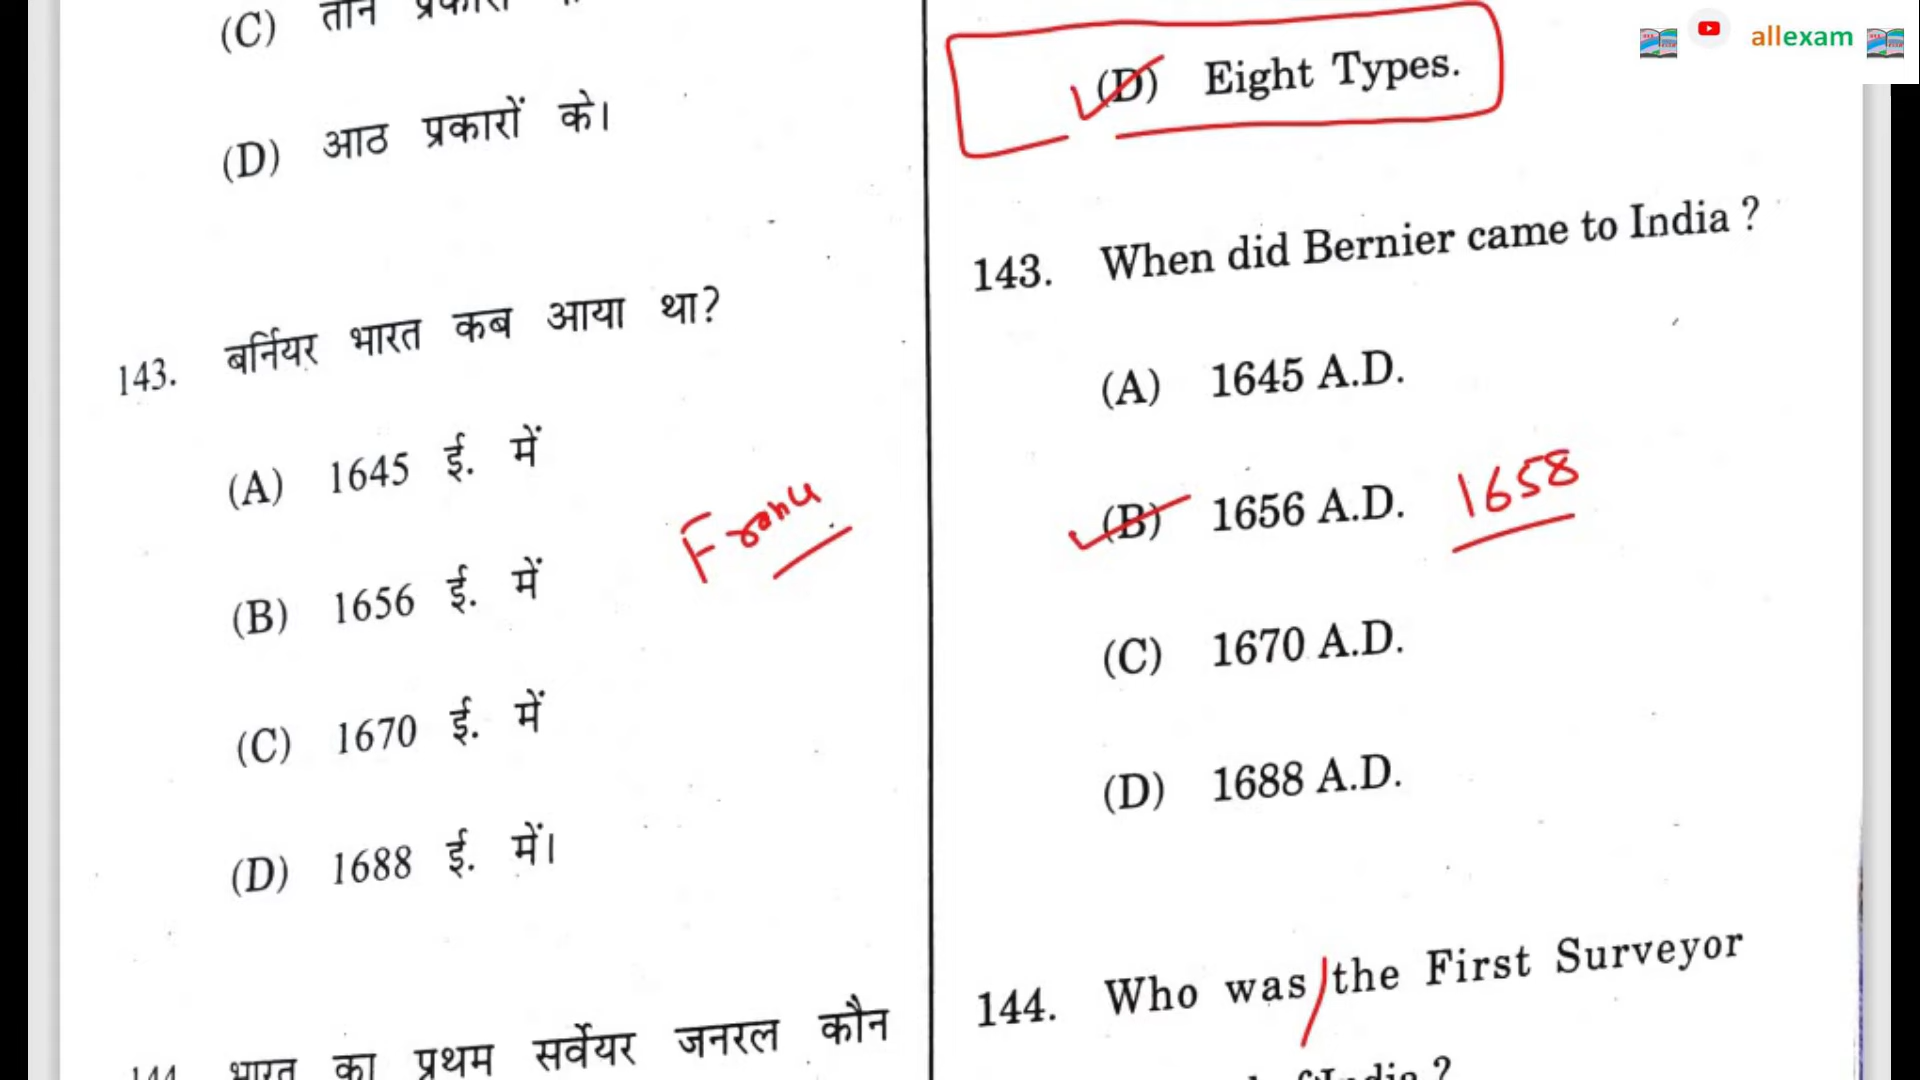 (C) तीन
(D) आठ प्रकारों के।
143. बर्नियर भारत कब आया था?
(A) 1645 ई. में
(B) 1656 ई. में
(C) 1670 ई. में
(D) 1688 ई. में।
144. भारत का प्रथम सर्वेयर जनरल कौन
allexam
(D) Eight Types.
143. When did Bernier came to India ?
(A) 1645 A.D.
(B) 1656 A.D. 1658
(C) 1670 A.D.
(D) 1688 A.D.
144. Who was the First Surveyor
India ?